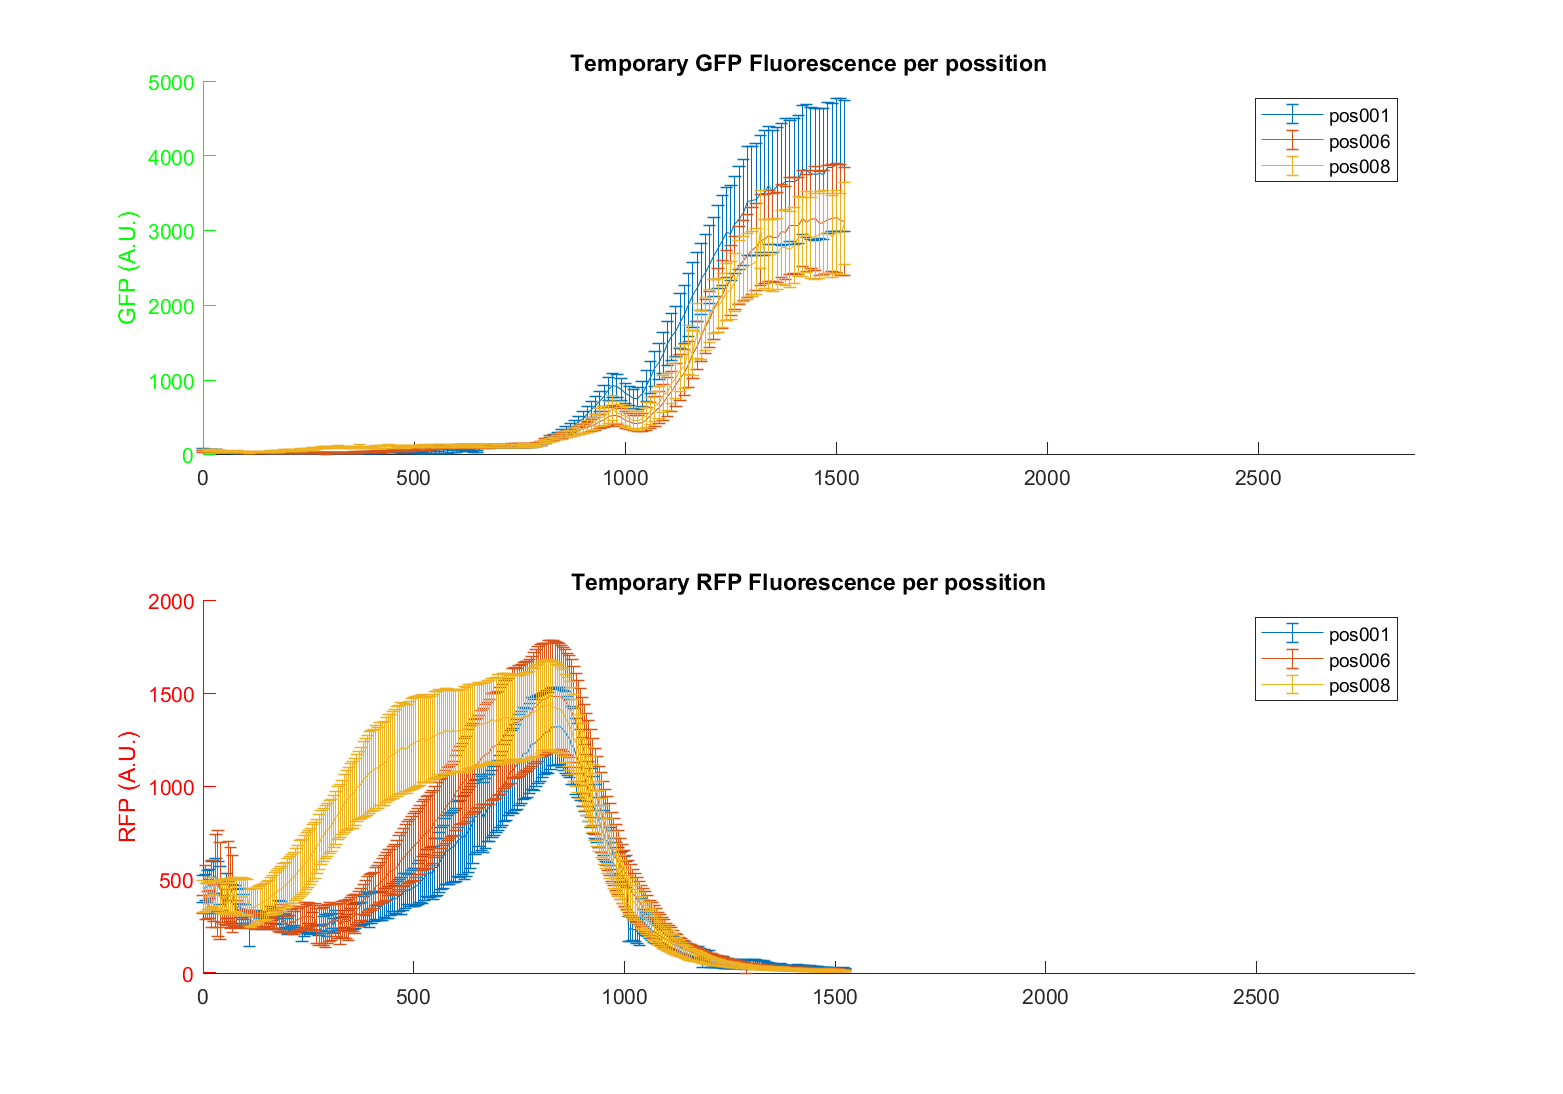 Temporary GFP Fluorescence per possition
5000
4000
3000
2000
1000
0
GFP (A.U.)
0 500 1000 1500 2000 2500
pos001
pos006
pos008
Temporary RFP Fluorescence per possition
2000
1500
1000
500
0
RFP (A.U.)
0 500 1000 1500 2000 2500
pos001
pos006
pos008